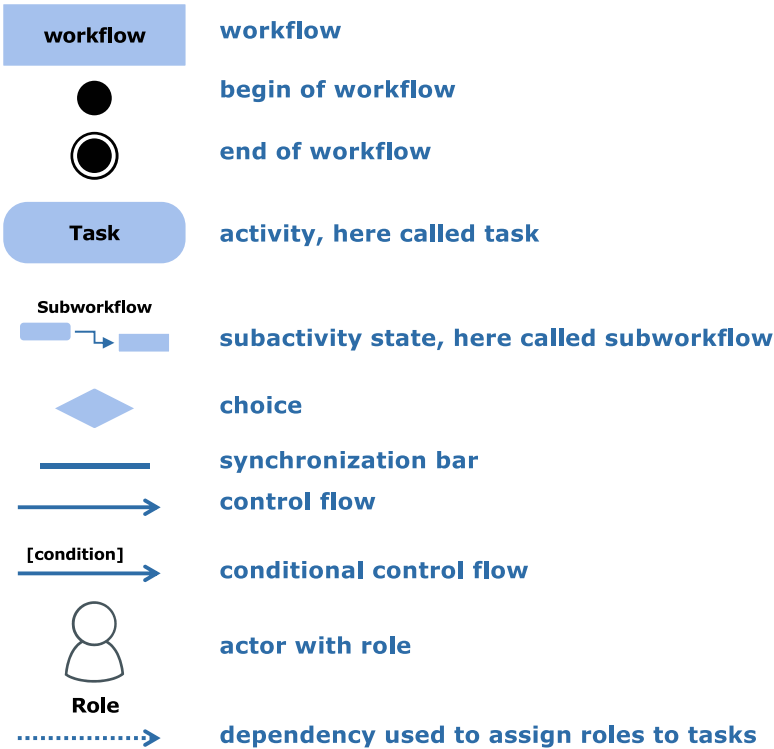 workflow workflow
begin of workflow
end of workflow
Task activity, here called task
Subworkflow
subactivity state, here called subworkflow
choice
synchronization bar
control flow
[condition]
conditional control flow
actor with role
Role
dependency used to assign roles to tasks